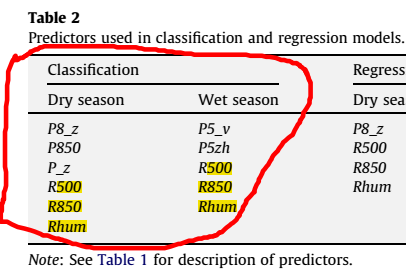 Table 2
Predictors used in classification and regression models.
Classification Regress
Dry season Wet season Dry sea
P8_z P5_v P8_z
P850 P5zh R500
P_z R500 R850
R500 R850 Rhum
R850 Rhum
Rhum
Note: See Table 1 for description of predictors.